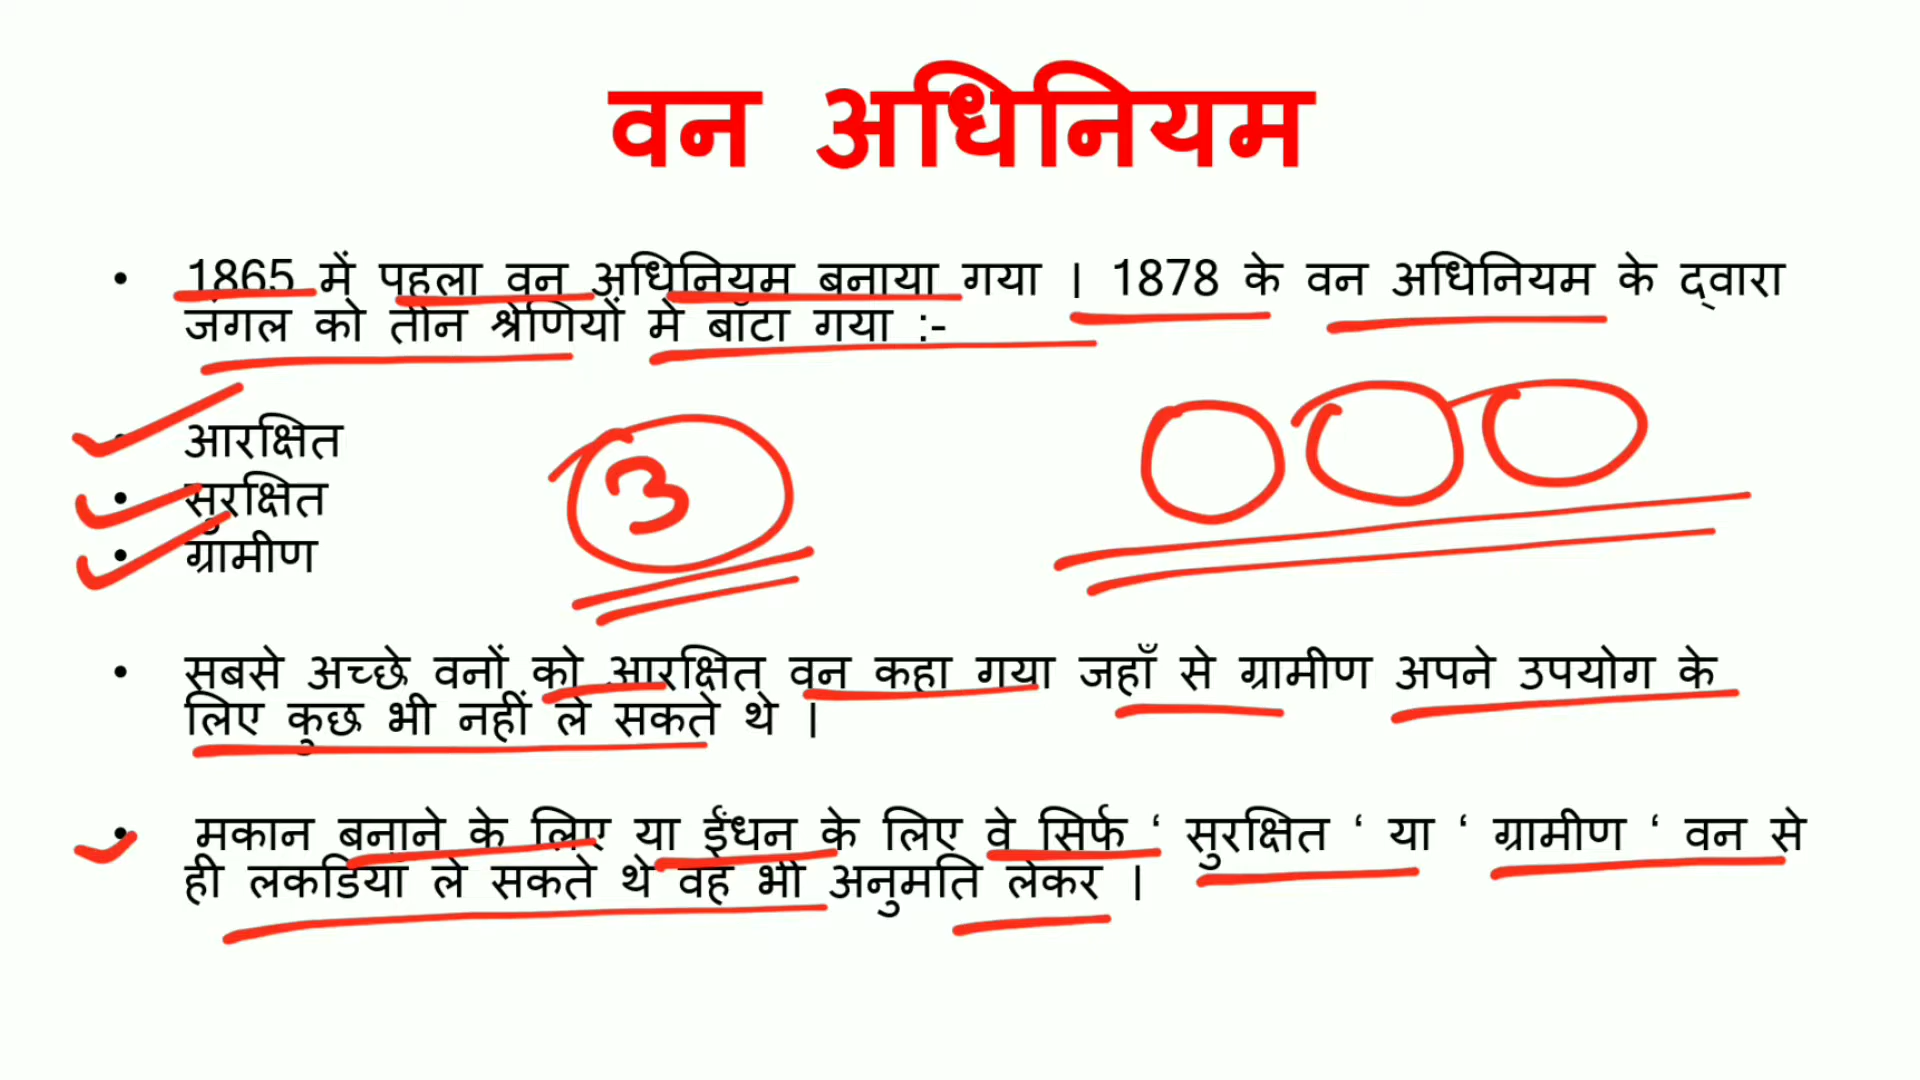 वन अधिनियम
• 1865 में पहला वन अधिनियम बनाया गया । 1878 के वन अधिनियम के द्वारा
जंगल को तीन श्रेणियों में बाँटा गया :-
• आरक्षित
3
• सुरक्षित
• ग्रामीण
• सबसे अच्छे वनों को आरक्षित वन कहा गया जहाँ से ग्रामीण अपने उपयोग के
लिए कुछ भी नहीं ले सकते थे ।
• मकान बनाने के लिए या ईंधन के लिए वे सिर्फ ‘ सुरक्षित ‘ या ‘ ग्रामीण ‘ वन से
ही लकडियां ले सकते थे वहे भी अनुमति लेकर ।